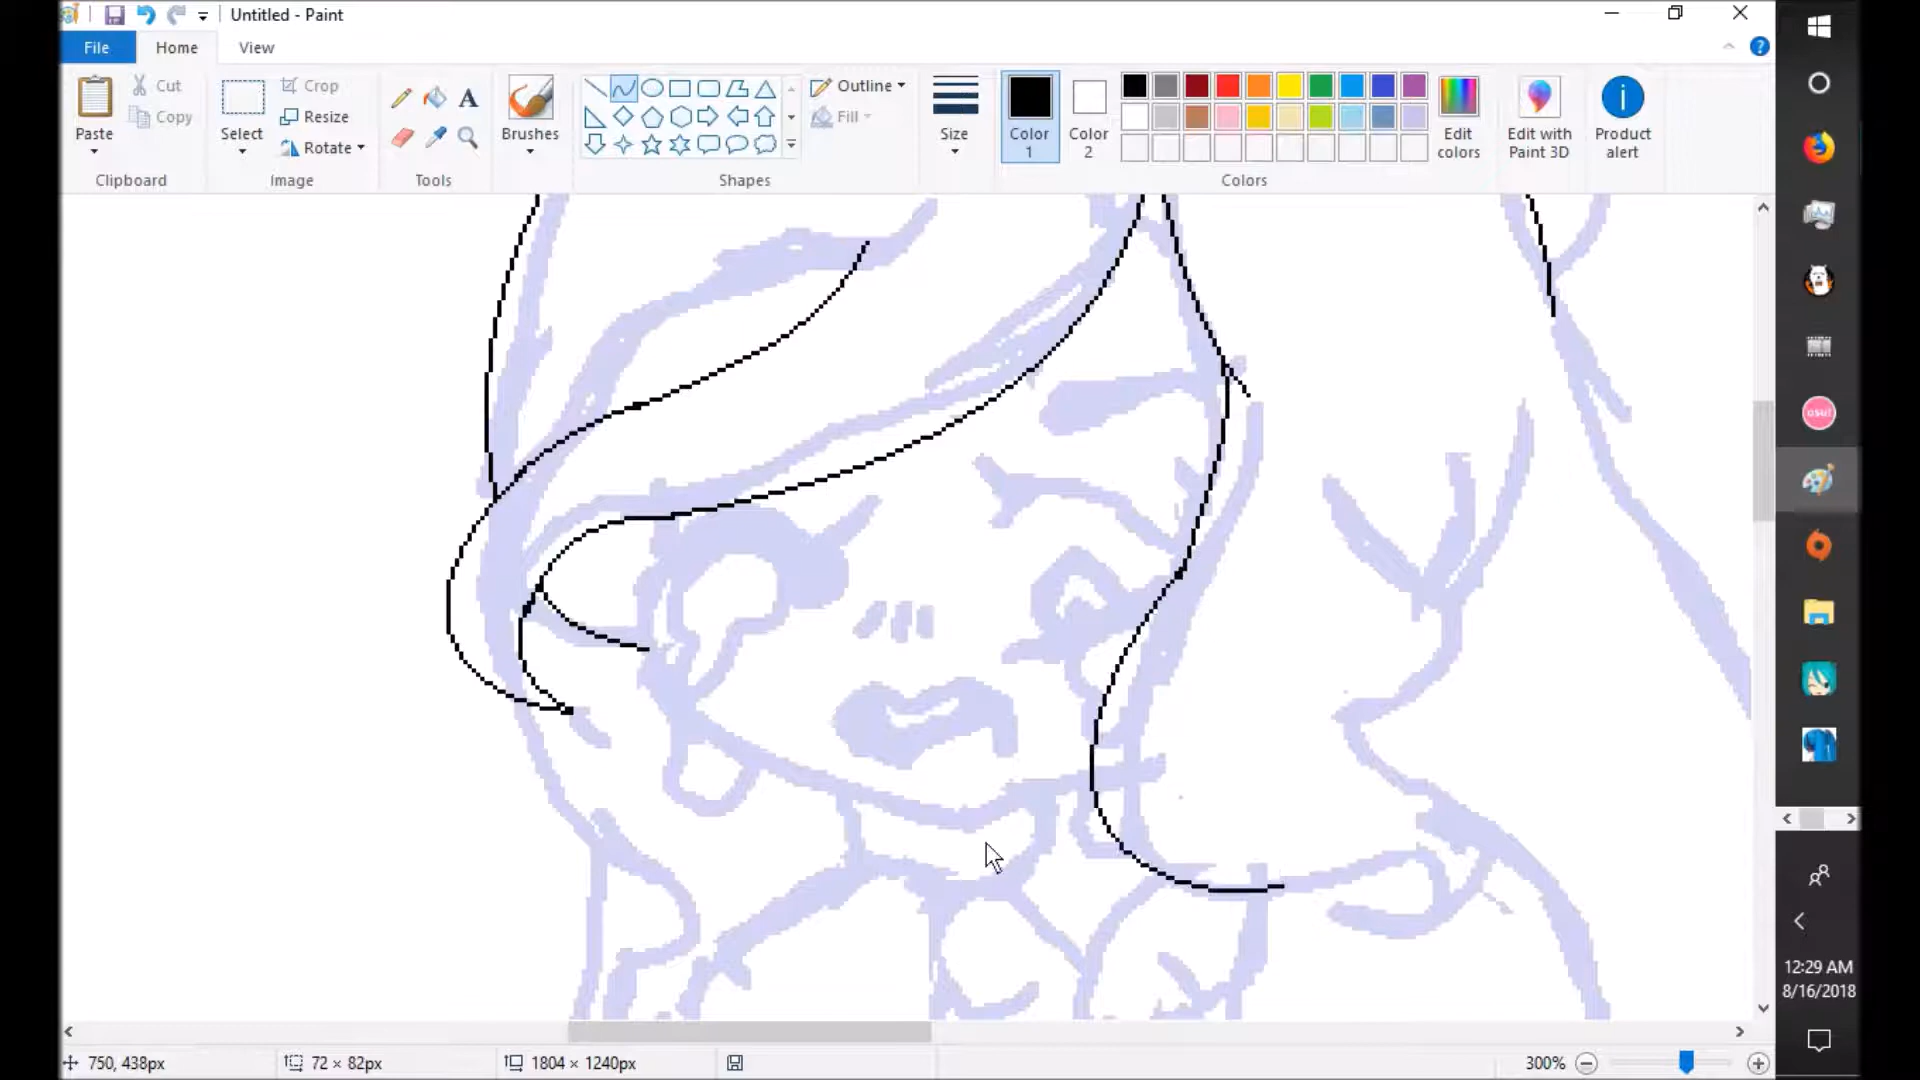 Untitled - Paint
File Home View
Paste
Cut
Copy
Clipboard
Select
Crop
Resize
Rotate
Image
A
Tools
Brushes
Shapes
Outline
Fill
Size
Color
1
Color
2
Colors
Edit
colors
Edit with
Paint 3D
Product
alert
osu!
12:29 AM
8/16/2018
750, 438px
72 × 82px
1804 × 1240px
300%